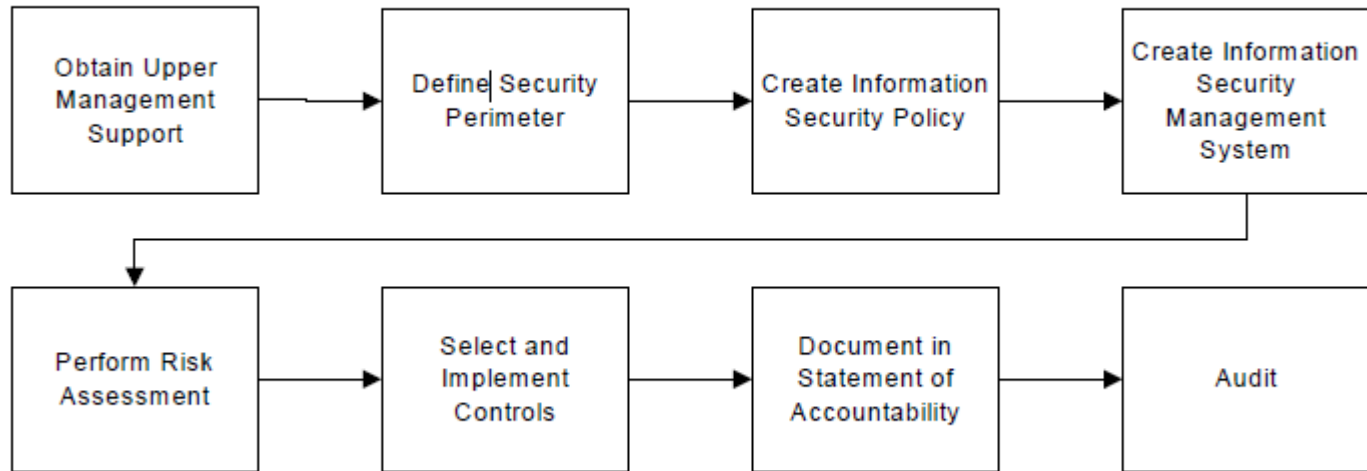 Obtain Upper
Management
Support
Define Security
Perimeter
Create Information
Security Policy
Create Information
Security
Management
System
Perform Risk
Assessment
Select and
Implement
Controls
Document in
Statement of
Accountability
Audit